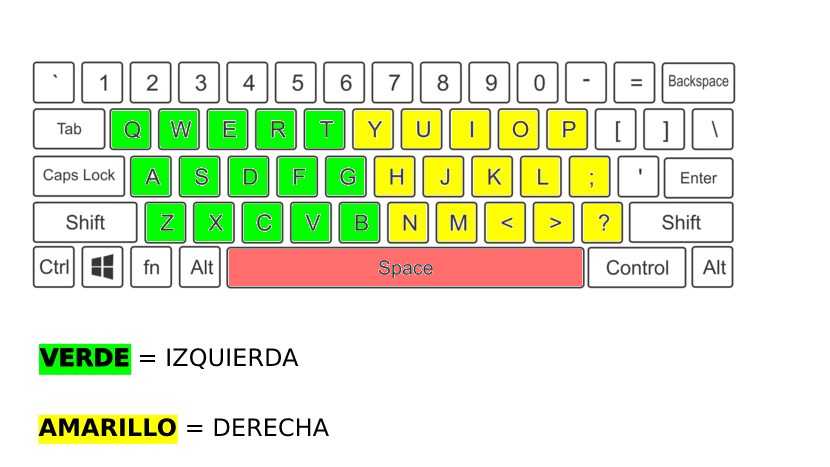 ` 1 2 3 4 5 6 7 8 9 0 - = Backspace
Tab Q W E R T Y U I O P [ ] \
Caps Lock A S D F G H J K L ; ' Enter
Shift Z X C V B N M < > ? Shift
Ctrl fn Alt Space Control Alt
VERDE = IZQUIERDA
AMARILLO = DERECHA